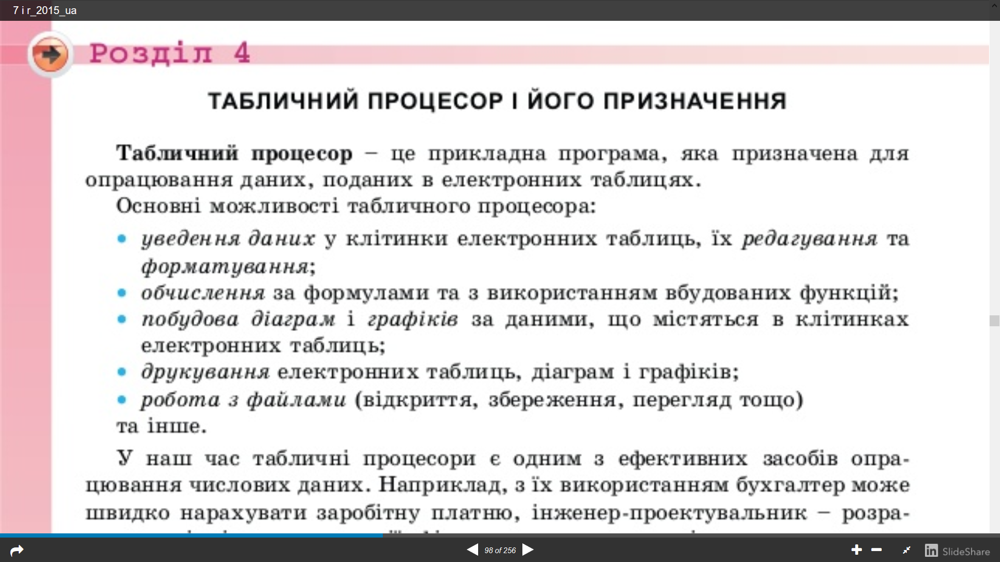 7 i r_2015_ua
Розділ 4
ТАБЛИЧНИЙ ПРОЦЕСОР І ЙОГО ПРИЗНАЧЕННЯ
Табличний процесор – це прикладна програма, яка призначена для
опрацювання даних, поданих в електронних таблицях.
Основні можливості табличного процесора:
• уведення даних у клітинки електронних таблиць, їх редагування та
форматування;
• обчислення за формулами та з використанням вбудованих функцій;
• побудова діаграм і графіків за даними, що містяться в клітинках
електронних таблиць;
• друкування електронних таблиць, діаграм і графіків;
• робота з файлами (відкриття, збереження, перегляд тощо)
та інше.
У наш час табличні процесори є одним з ефективних засобів опра-
цювання числових даних. Наприклад, з їх використанням бухгалтер може
швидко нарахувати заробітну платню, інженер-проектувальник – розра-
98 of 256
in SlideShare